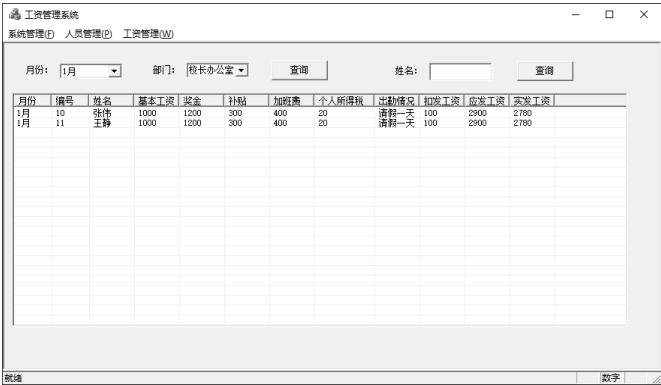 工资管理系统
系统管理(F) 人员管理(P) 工资管理(W)
月份： 1月 部门： 校长办公室 查询 姓名： 查询
月份 编号 姓名 基本工资 奖金 补贴 加班费 个人所得税 出勤情况 扣发工资 应发工资 实发工资
1月 10 张伟 1000 1200 300 400 20 请假一天 100 2900 2780
1月 11 王静 1000 1200 300 400 20 请假一天 100 2900 2780
就绪 数字